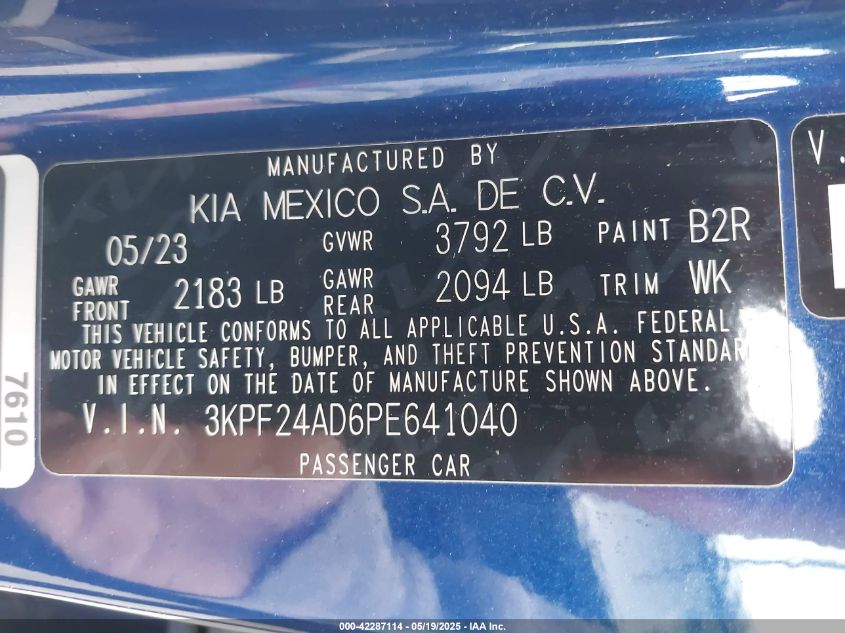 MANUFACTURED BY
KIA MEXICO S.A. DE C.V.
05/23 GVWR 3792 LB PAINT B2R
GAWR FRONT 2183 LB GAWR REAR 2094 LB TRIM WK
THIS VEHICLE CONFORMS TO ALL APPLICABLE U.S.A. FEDERAL
MOTOR VEHICLE SAFETY, BUMPER, AND THEFT PREVENTION STANDAR
IN EFFECT ON THE DATE OF MANUFACTURE SHOWN ABOVE.
V.I.N. 3KPF24AD6PE641040
PASSENGER CAR
7610
V.
000-42287114 - 05/19/2025 - IAA Inc.